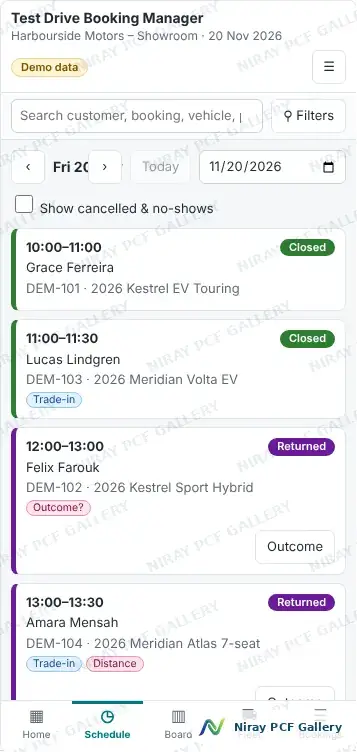 Test Drive Booking Manager
Harbourside Motors – Showroom · 20 Nov 2026
Demo data
☰
Search customer, booking, vehicle,
⚲ Filters
‹ Fri 20 › Today 11/20/2026
Show cancelled & no-shows
10:00–11:00 Closed
Grace Ferreira
DEM-101 · 2026 Kestrel EV Touring
11:00–11:30 Closed
Lucas Lindgren
DEM-103 · 2026 Meridian Volta EV
Trade-in
12:00–13:00 Returned
Felix Farouk
DEM-102 · 2026 Kestrel Sport Hybrid
Outcome?
Outcome
13:00–13:30 Returned
Amara Mensah
DEM-104 · 2026 Meridian Atlas 7-seat
Trade-in Distance
Home Schedule Board
Niray PCF Gallery
NIRAY PCF GALLERY